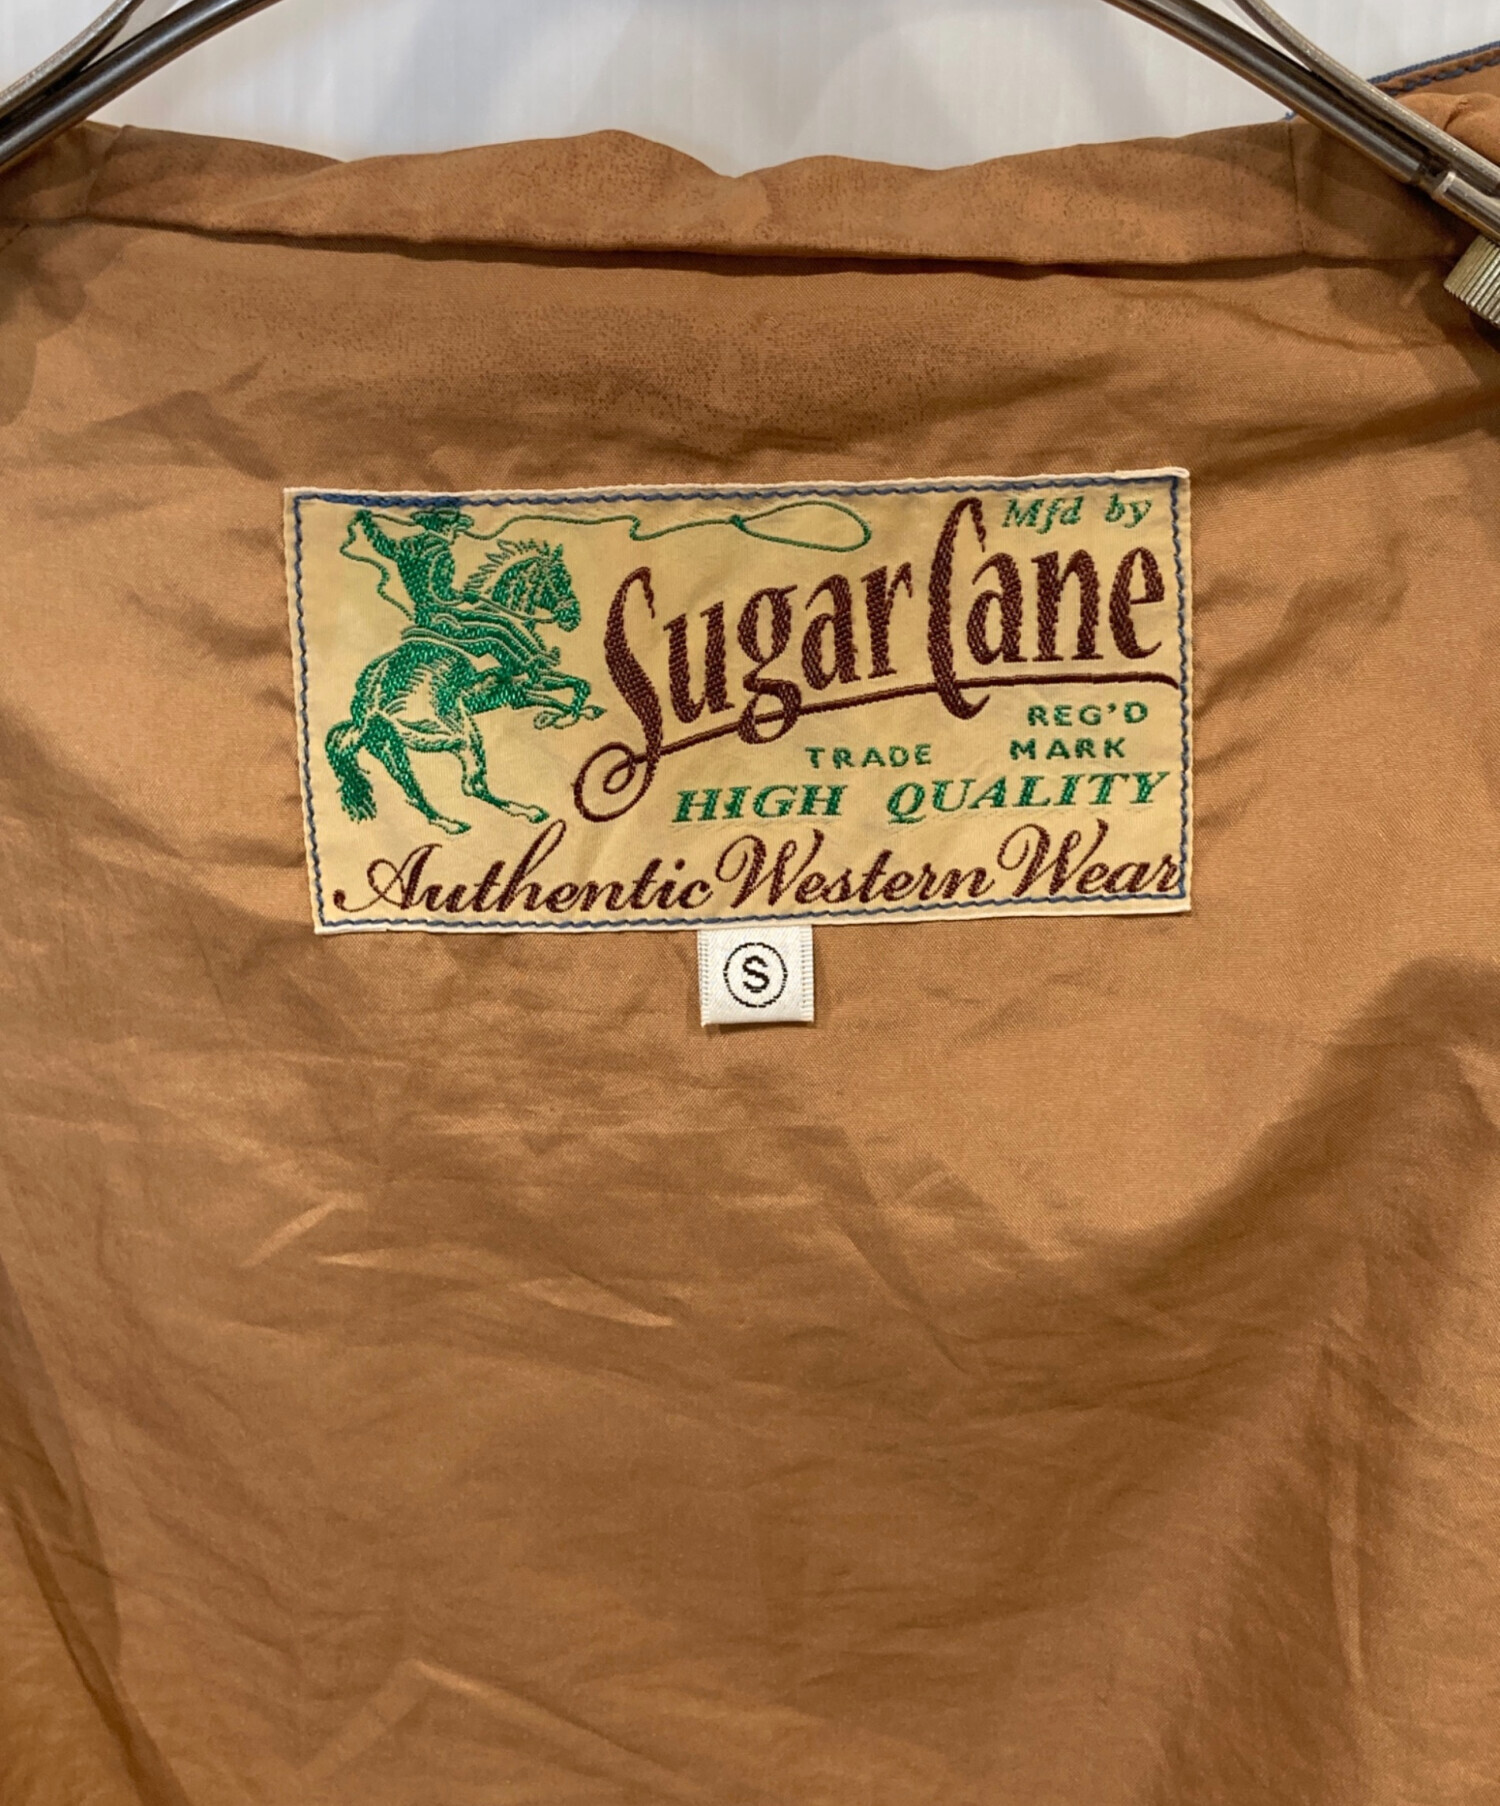 Mfd by
Sugar Cane
REG'D
TRADE MARK
HIGH QUALITY
Authentic Western Wear
S